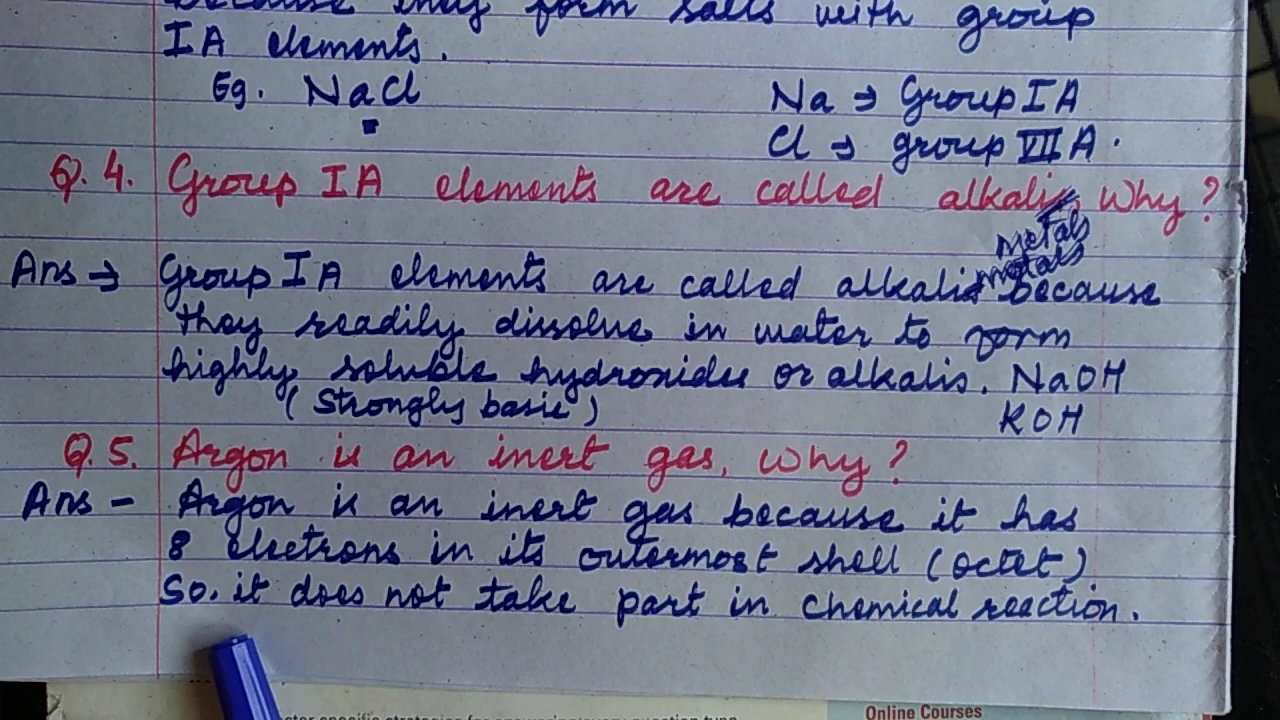 because they form salts with group
IA elements.
Eg. NaCl
Na → Group IA
Cl → group VII A.
Q.4. Group IA elements are called alkali, Why?
Metals
metals
Ans → Group IA elements are called alkali because
they readily dissolve in water to form
highly soluble hydroxides or alkalis. NaOH
(Strongly basic) KOH
Q.5. Argon is an inert gas, Why?
Ans - Argon is an inert gas because it has
8 electrons in its outermost shell (octet).
So, it does not take part in chemical reaction.
Online Courses